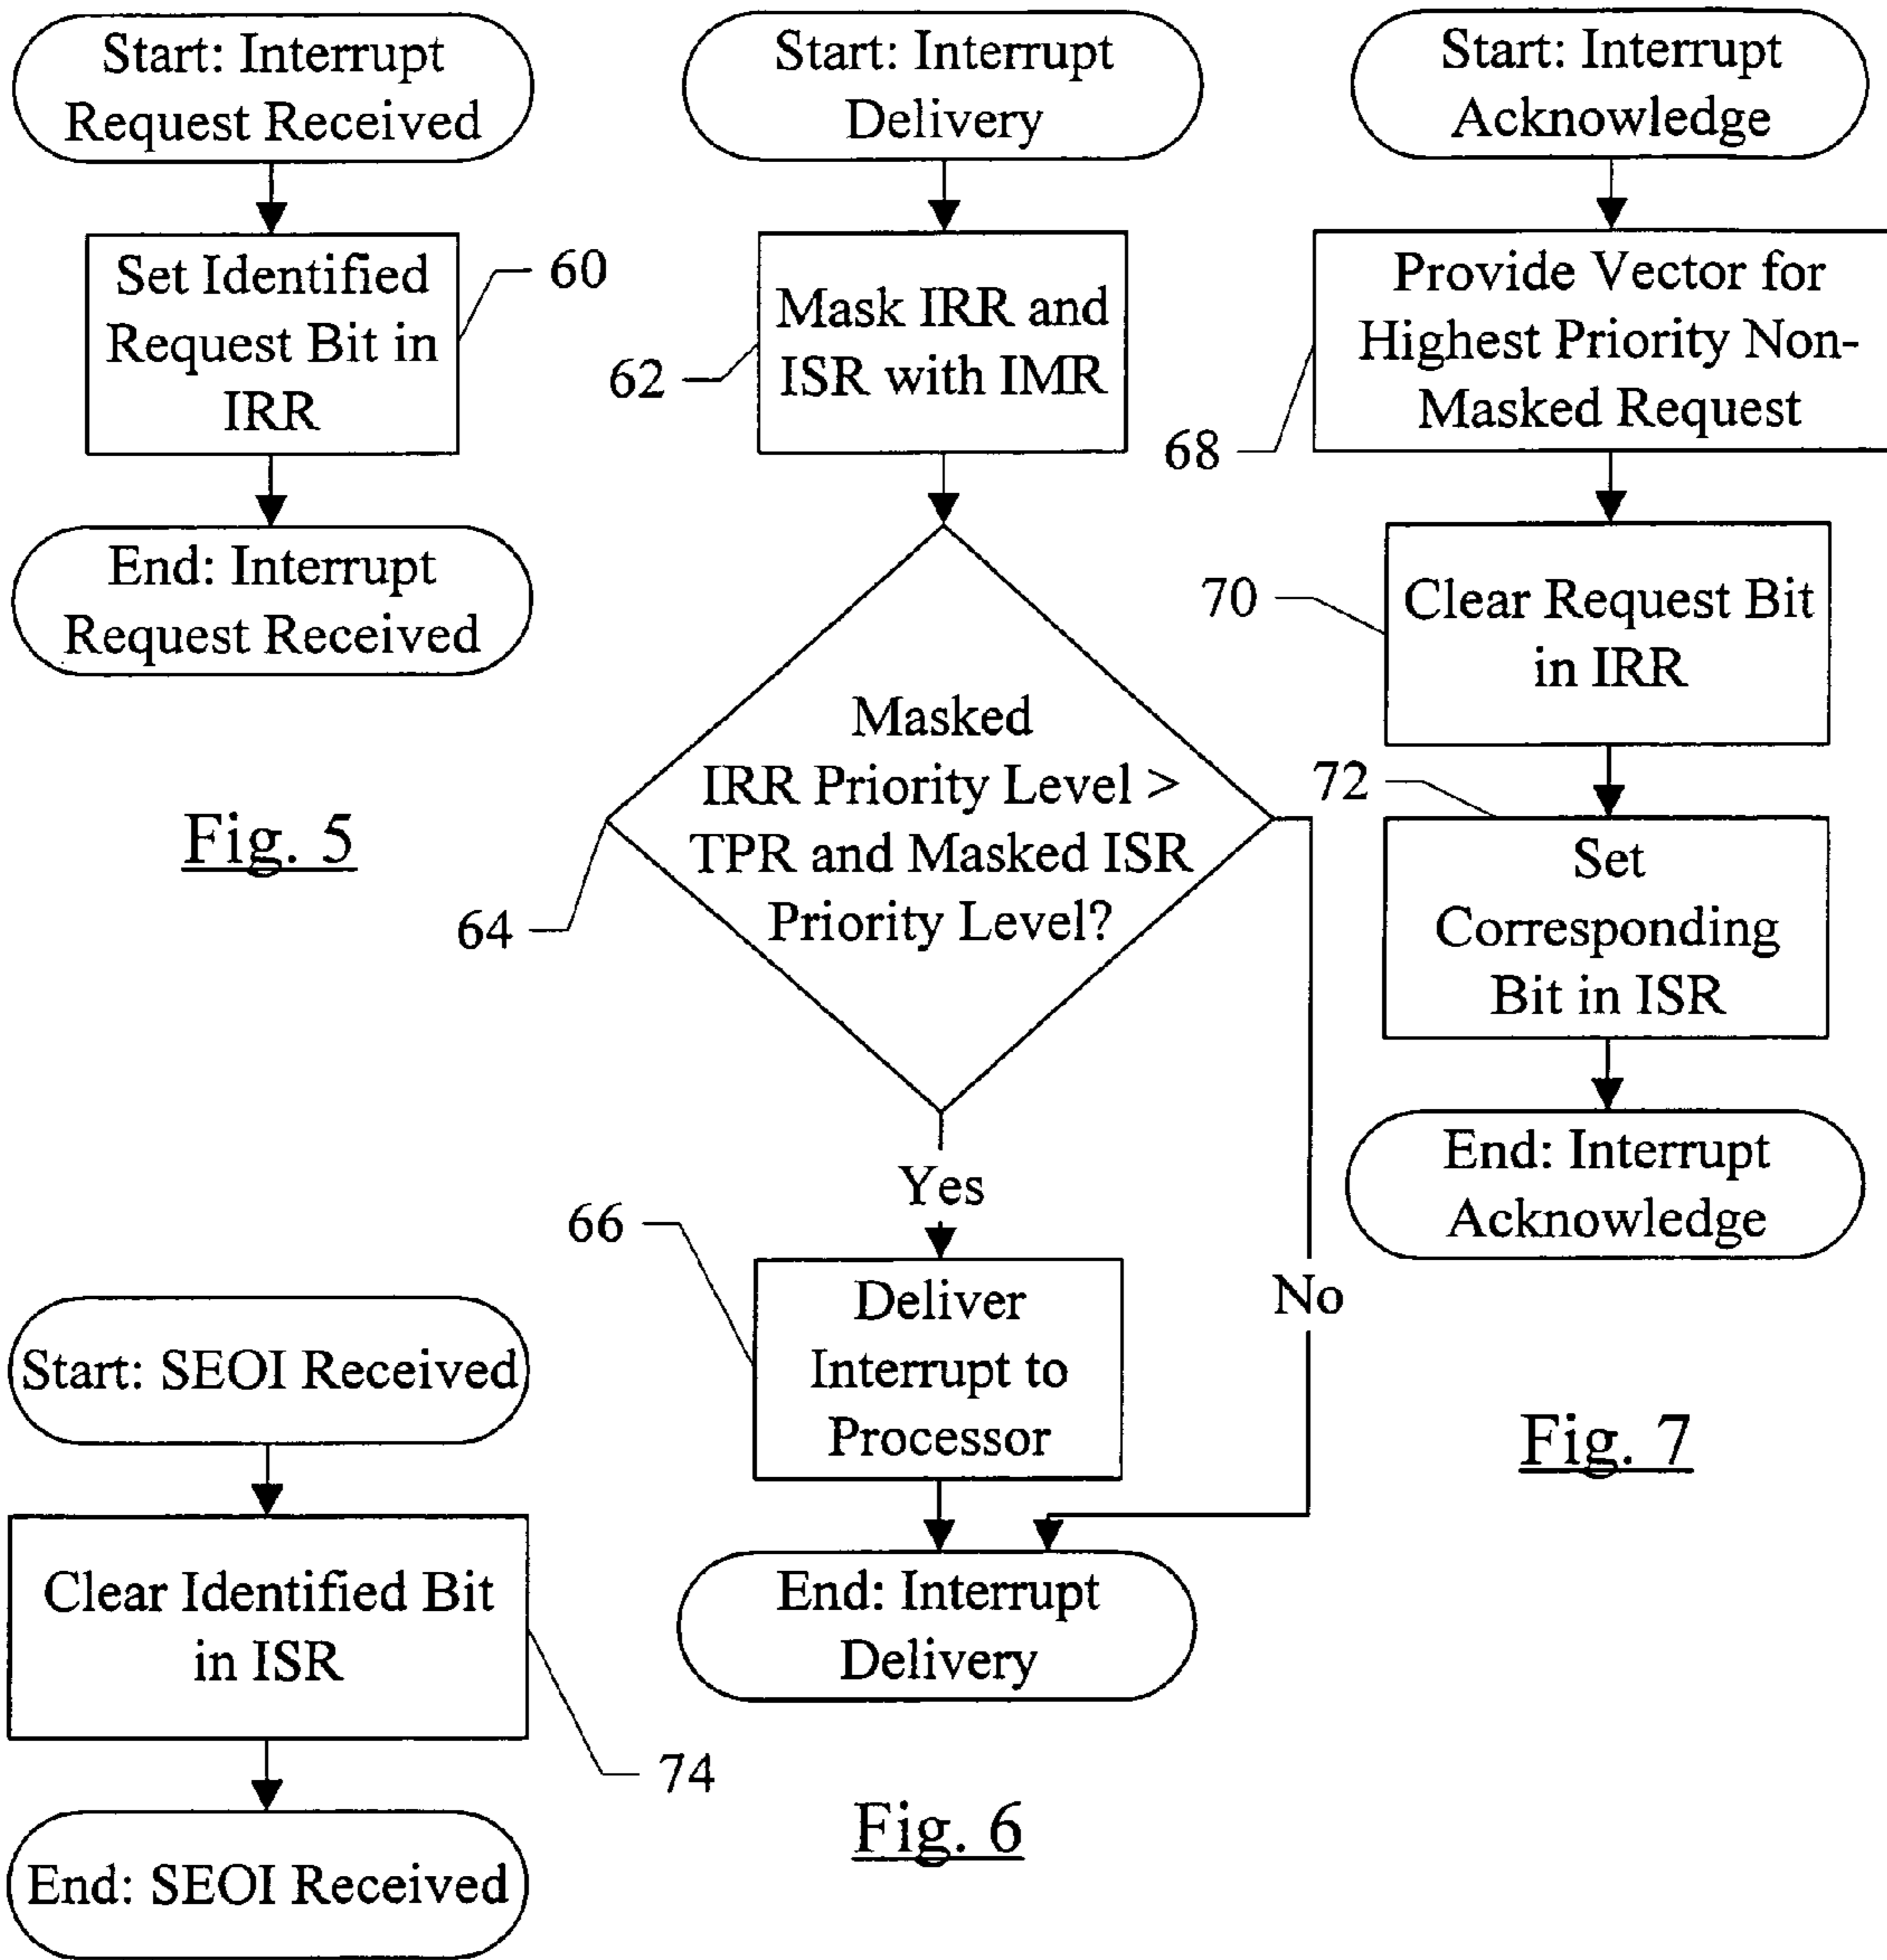 Start: Interrupt
Request Received
Set Identified
Request Bit in
IRR
60
End: Interrupt
Request Received
Fig. 5
Start: Interrupt
Delivery
Mask IRR and
ISR with IMR
62
Masked
IRR Priority Level >
TPR and Masked ISR
Priority Level?
64
Yes
No
66
Deliver
Interrupt to
Processor
End: Interrupt
Delivery
Fig. 6
Start: Interrupt
Acknowledge
Provide Vector for
Highest Priority Non-
Masked Request
68
Clear Request Bit
in IRR
70
72
Set
Corresponding
Bit in ISR
End: Interrupt
Acknowledge
Fig. 7
Start: SEOI Received
Clear Identified Bit
in ISR
74
End: SEOI Received